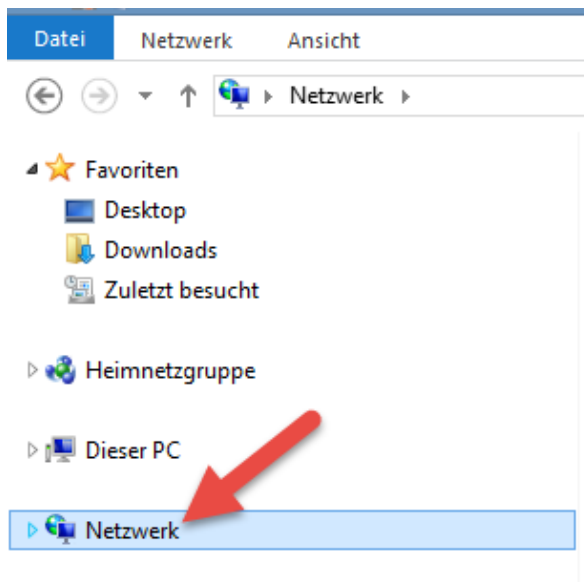 Datei Netzwerk Ansicht
Netzwerk
Favoriten
Desktop
Downloads
Zuletzt besucht
Heimnetzgruppe
Dieser PC
Netzwerk